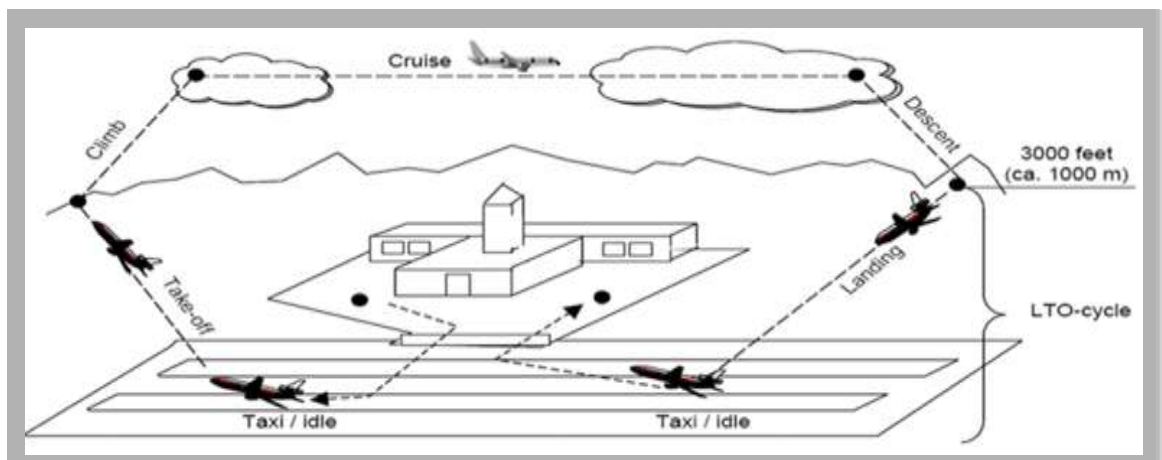 Cruise
Climb
Descent
3000 feet
(ca. 1000 m)
Take-off
Landing
LTO-cycle
Taxi / idle
Taxi / idle